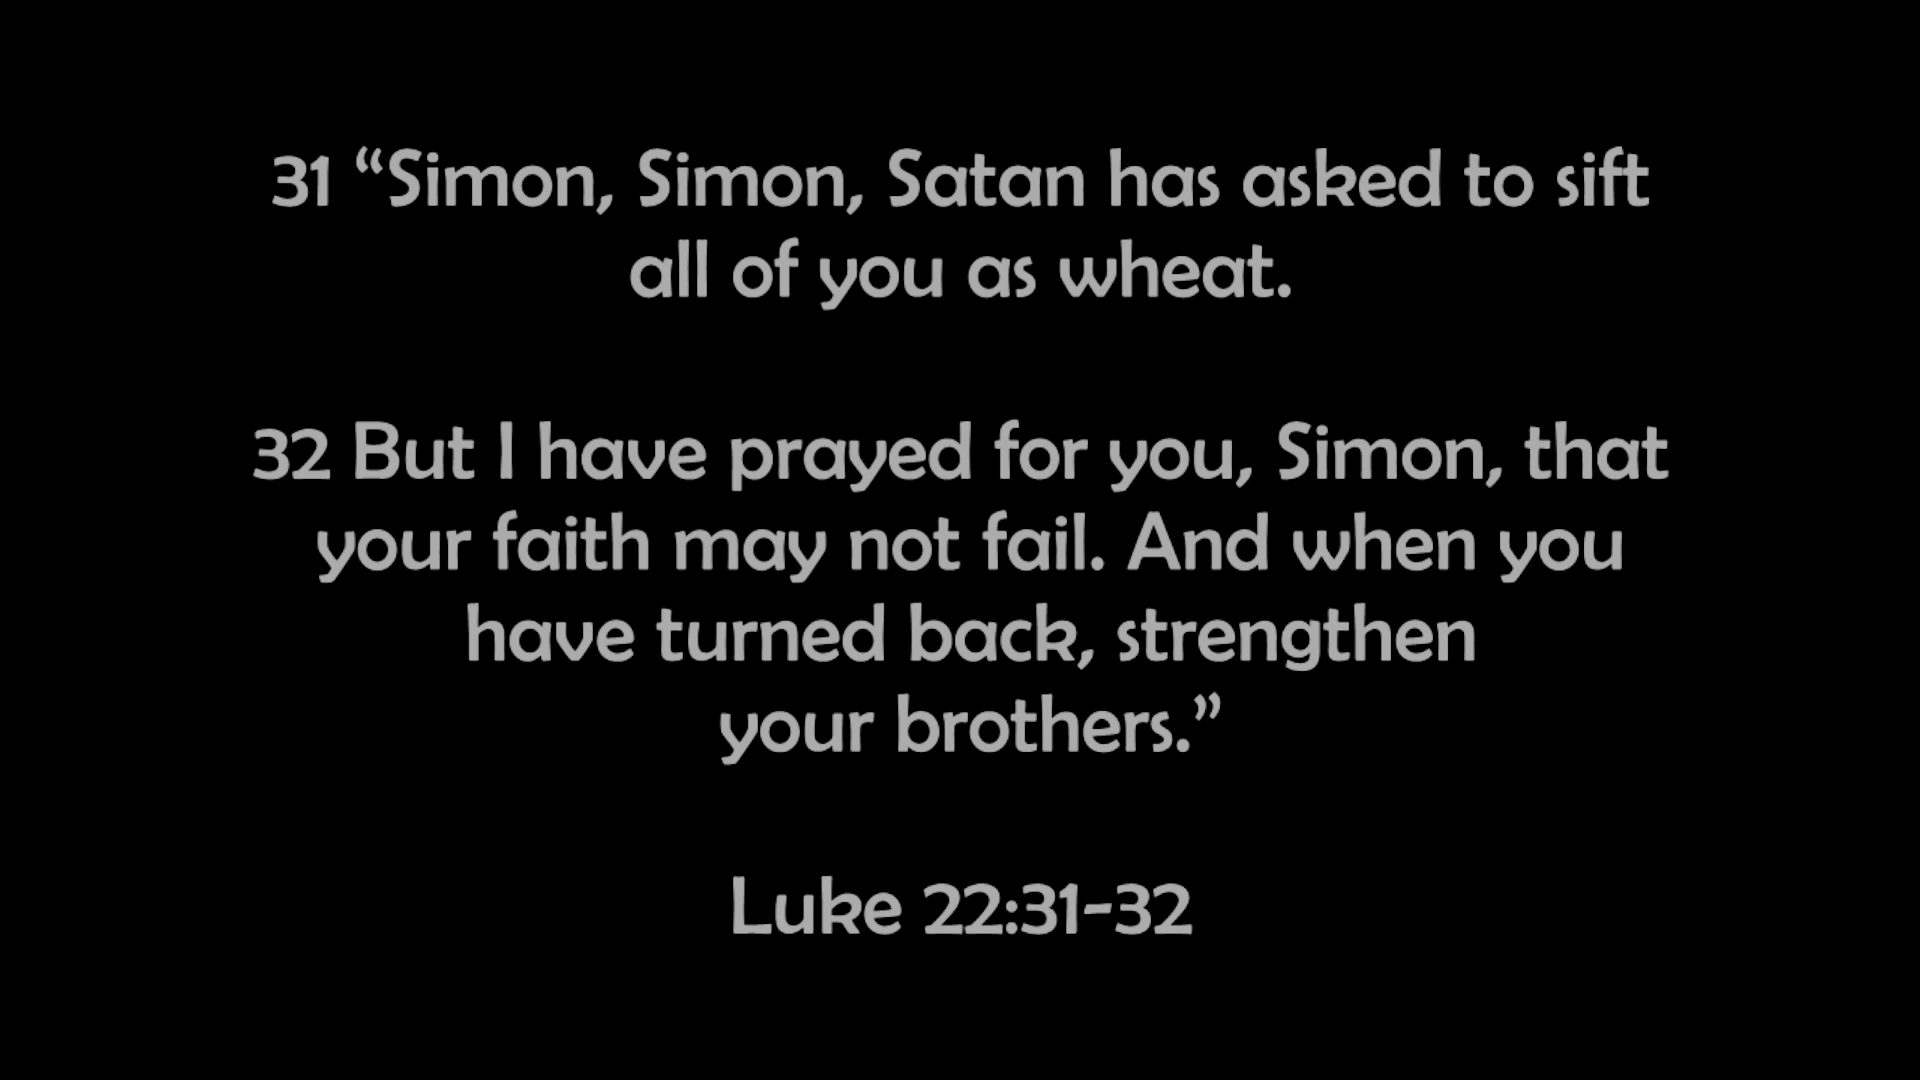 31 “Simon, Simon, Satan has asked to sift
all of you as wheat.
32 But I have prayed for you, Simon, that
your faith may not fail. And when you
have turned back, strengthen
your brothers.”
Luke 22:31-32